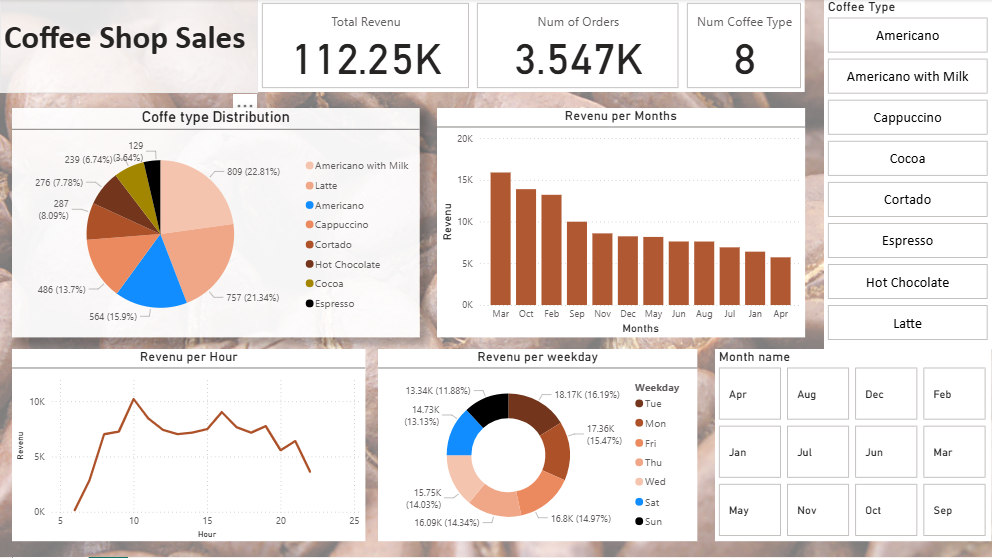 Coffee Shop Sales
Total Revenu
112.25K
Num of Orders
3.547K
Num Coffee Type
8
Coffee Type
Americano
Americano with Milk
Cappuccino
Cocoa
Cortado
Espresso
Hot Chocolate
Latte
Coffe type Distribution
129
(3.64%)
239 (6.74%)
276 (7.78%)
287
(8.09%)
486 (13.7%)
564 (15.9%)
757 (21.34%)
809 (22.81%)
Americano with Milk
Latte
Americano
Cappuccino
Cortado
Hot Chocolate
Cocoa
Espresso
Revenu per Months
Revenu
20K
15K
10K
5K
0K
Mar Oct Feb Sep Nov Dec May Jun Aug Jul Jan Apr
Months
Revenu per Hour
Revenu
10K
5K
0K
5 10 15 20 25
Hour
Revenu per weekday
13.34K (11.88%)
18.17K (16.19%)
14.73K
(13.13%)
17.36K
(15.47%)
15.75K
(14.03%)
16.09K (14.34%)
16.8K (14.97%)
Weekday
Tue
Mon
Fri
Thu
Wed
Sat
Sun
Month name
Apr Aug Dec Feb
Jan Jul Jun Mar
May Nov Oct Sep